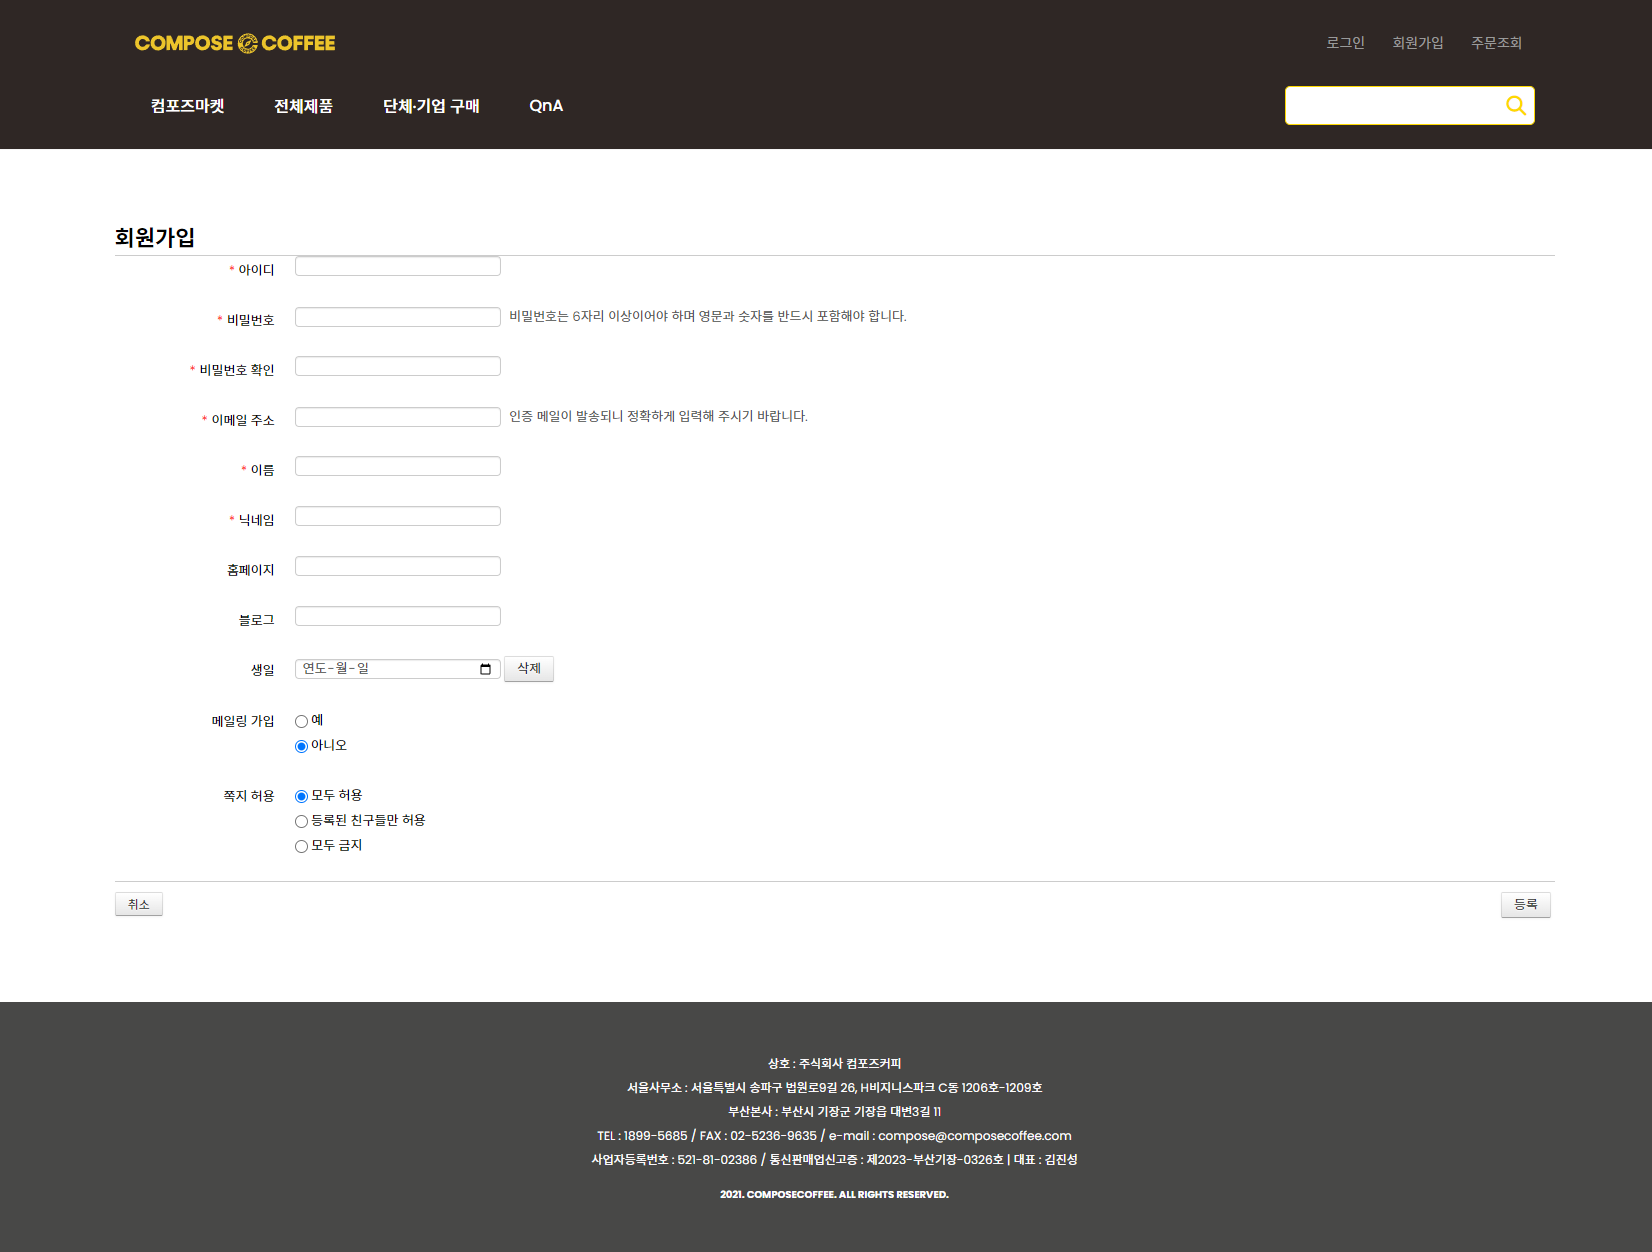 COMPOSE COFFEE
로그인 회원가입 주문조회
컴포즈마켓 전체제품 단체·기업 구매 QnA
회원가입
* 아이디
* 비밀번호 비밀번호는 6자리 이상이어야 하며 영문과 숫자를 반드시 포함해야 합니다.
* 비밀번호 확인
* 이메일 주소 인증 메일이 발송되니 정확하게 입력해 주시기 바랍니다.
* 이름
* 닉네임
홈페이지
블로그
생일 연도-월-일 삭제
메일링 가입 예
아니오
쪽지 허용 모두 허용
등록된 친구들만 허용
모두 금지
취소 등록
상호 : 주식회사 컴포즈커피
서울사무소 : 서울특별시 송파구 법원로9길 26, H비지니스파크 C동 1206호-1209호
부산본사 : 부산시 기장군 기장읍 대변3길 11
TEL : 1899-5685 / FAX : 02-5236-9635 / e-mail : compose@composecoffee.com
사업자등록번호 : 521-81-02386 / 통신판매업신고증 : 제2023-부산기장-0326호 | 대표 : 김진성
2021. COMPOSECOFFEE. ALL RIGHTS RESERVED.